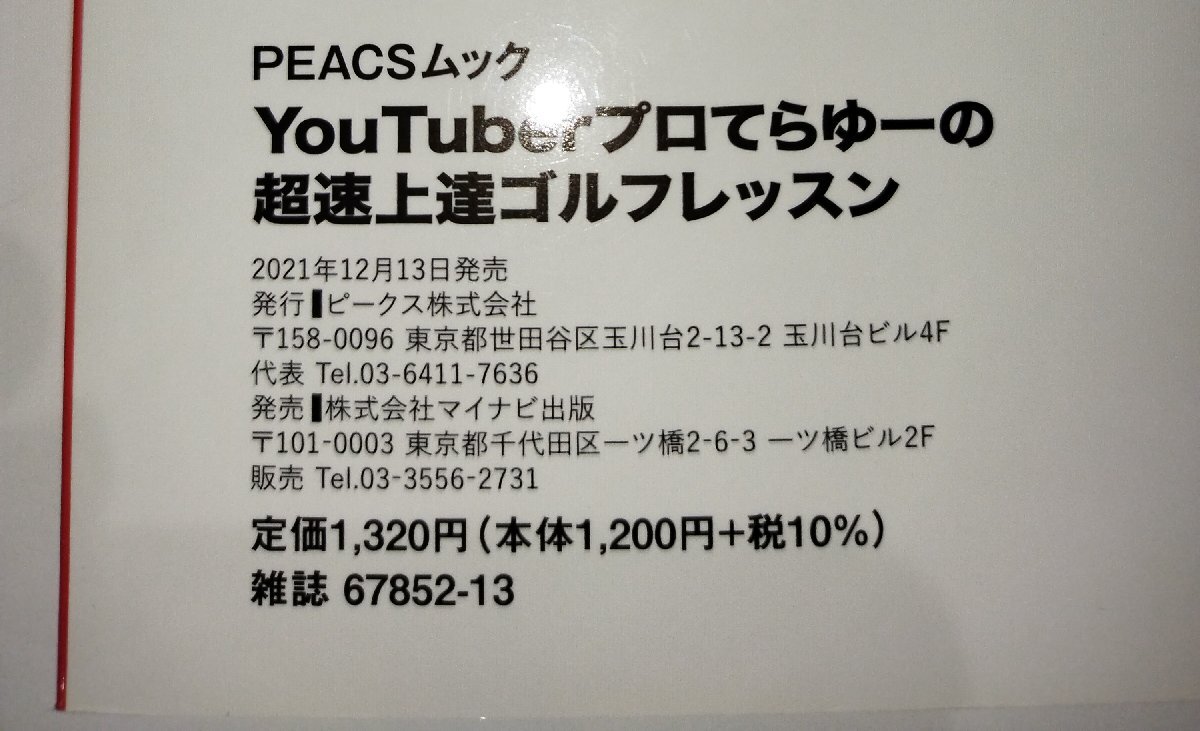 PEACSムック
YouTuberプロてらゆーの
超速上達ゴルフレッスン
2021年12月13日発売
発行▐ピークス株式会社
〒158-0096 東京都世田谷区玉川台2-13-2 玉川台ビル4F
代表 Tel.03-6411-7636
発売▐株式会社マイナビ出版
〒101-0003 東京都千代田区一ツ橋2-6-3 一ツ橋ビル2F
販売 Tel.03-3556-2731
定価1,320円(本体1,200円+税10%)
雑誌 67852-13